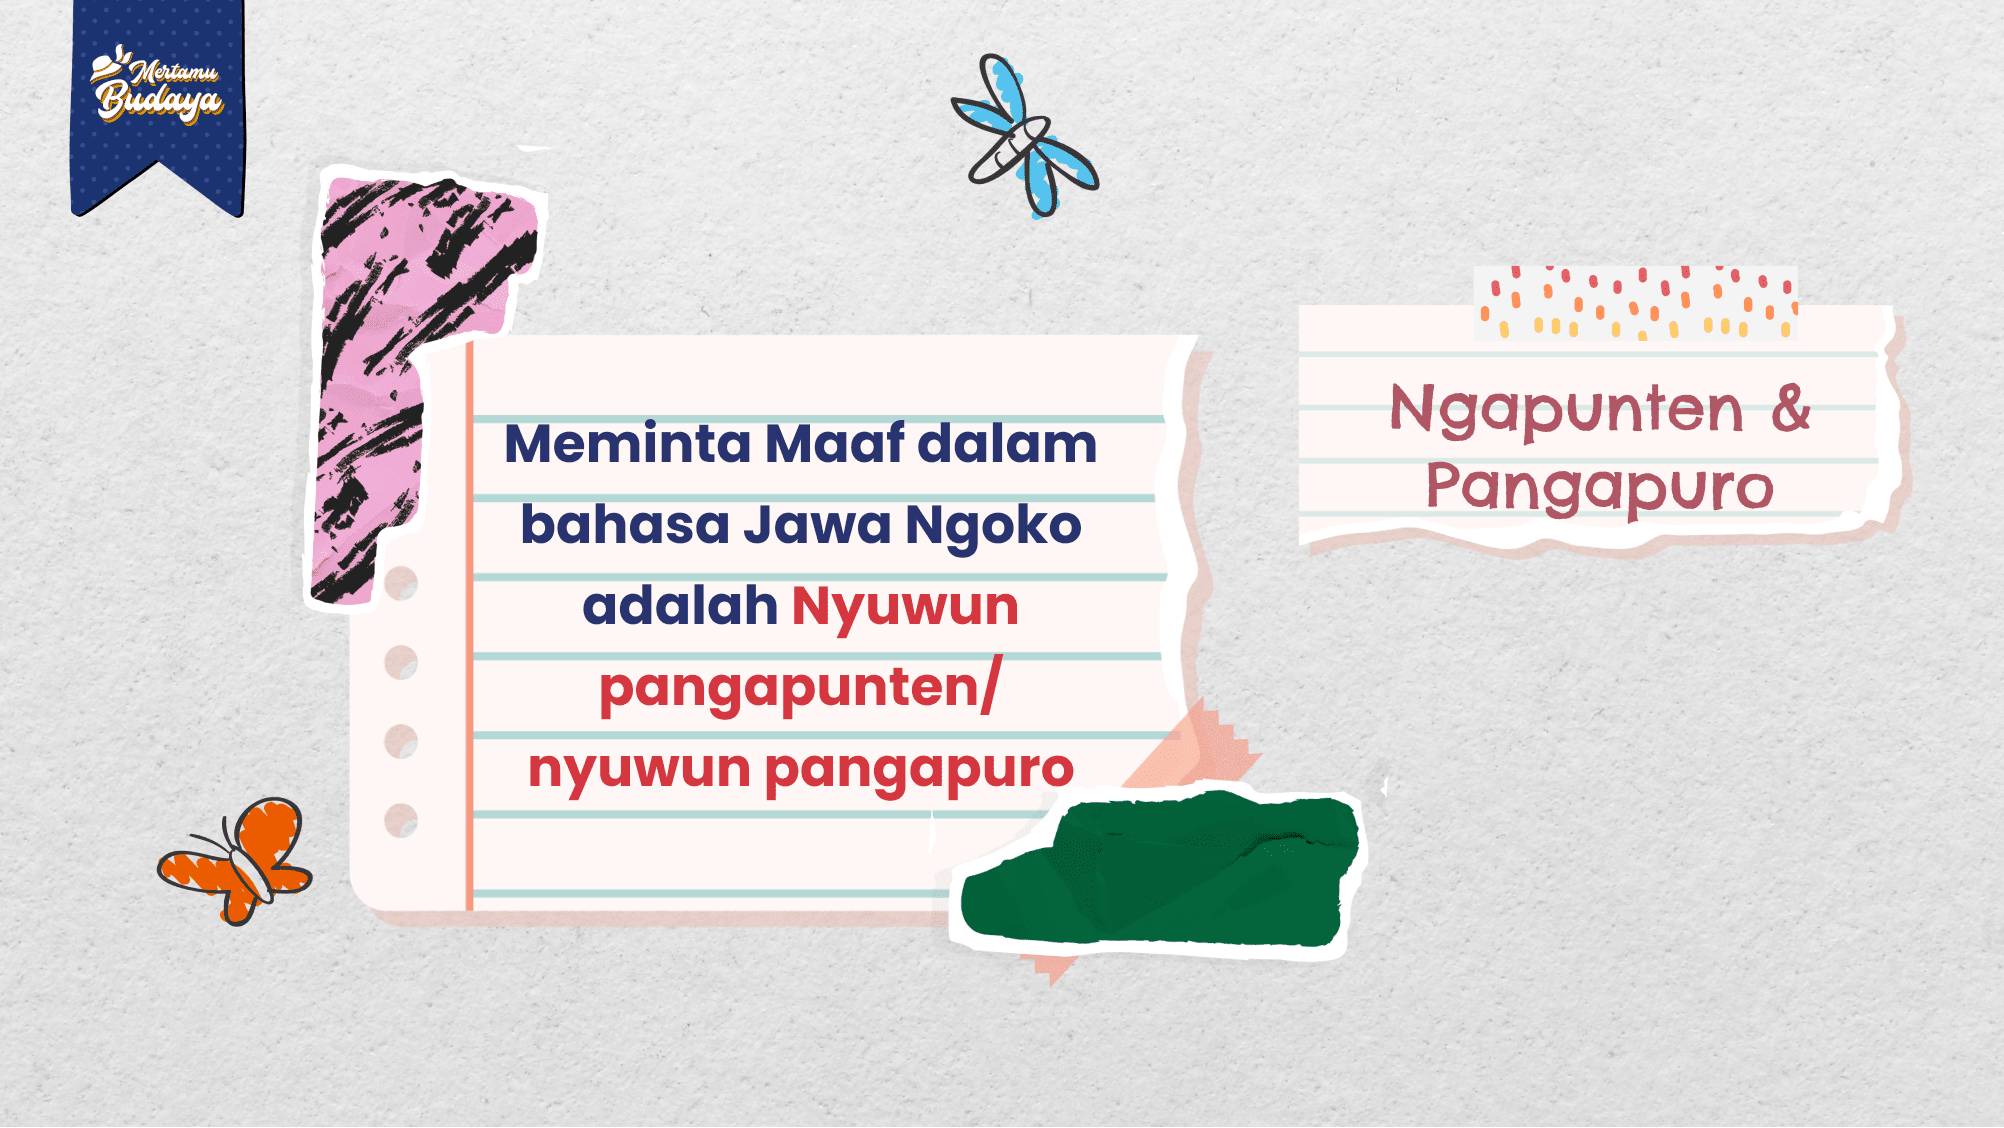 Mertamu
Budaya
Meminta Maaf dalam
bahasa Jawa Ngoko
adalah Nyuwun
pangapunten/
nyuwun pangapuro
Ngapunten &
Pangapuro